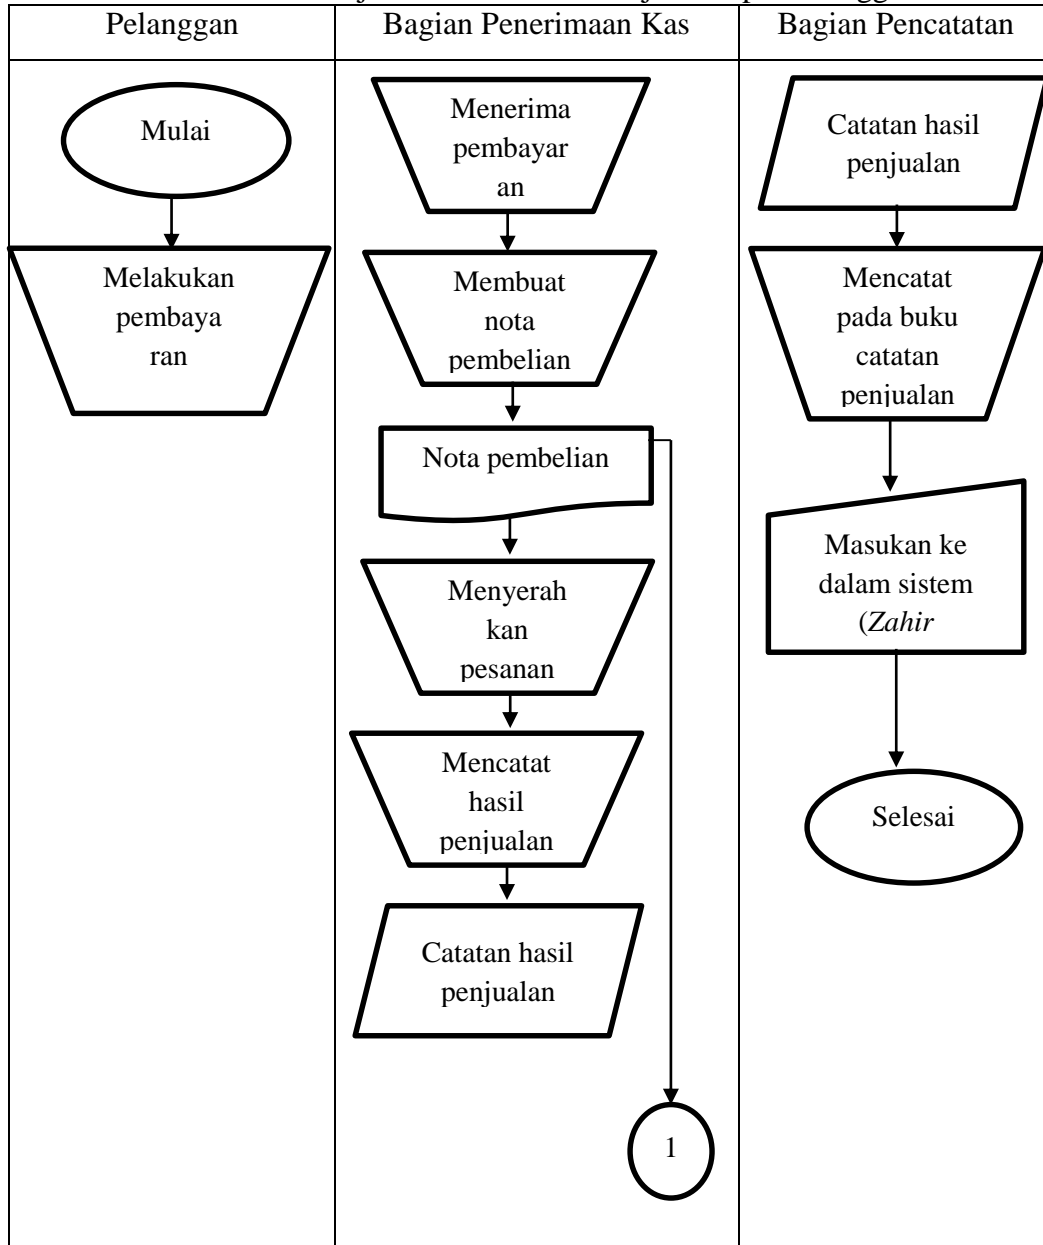 Pelanggan
Bagian Penerimaan Kas
Bagian Pencatatan
Mulai
Melakukan
pembaya
ran
Menerima
pembayar
an
Membuat
nota
pembelian
Nota pembelian
Menyerah
kan
pesanan
Mencatat
hasil
penjualan
Catatan hasil
penjualan
1
Catatan hasil
penjualan
Mencatat
pada buku
catatan
penjualan
Masukan ke
dalam sistem
(Zahir
Selesai